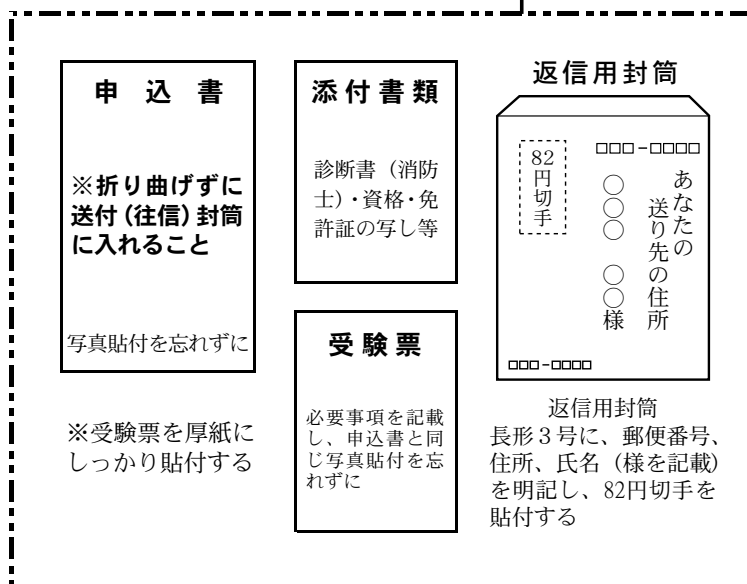 申 込 書
※折り曲げずに
送付（往信）封筒
に入れること
写真貼付を忘れずに
※受験票を厚紙に
しっかり貼付する
添付書類
診断書（消防
士）・資格・免
許証の写し等
受験票
必要事項を記載
し、申込書と同
じ写真貼付を忘
れずに
返信用封筒
82円切手
□□□-□□□□
あなたの
送り先の住所
○○○　○○様
□□□-□□□□
返信用封筒
長形３号に、郵便番号、
住所、氏名（様を記載）
を明記し、82円切手を
貼付する